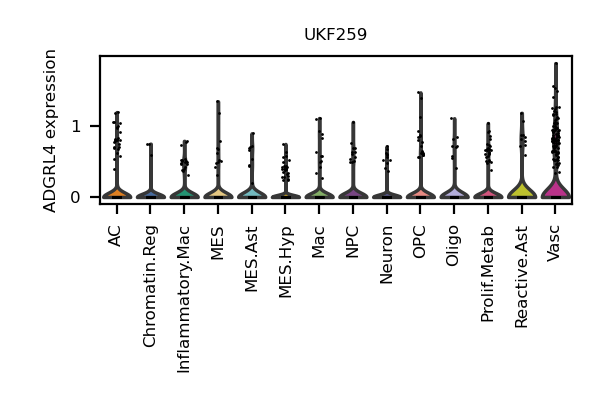 UKF259
ADGRL4 expression
1
0
AC
Chromatin.Reg
Inflammatory.Mac
MES
MES.Ast
MES.Hyp
Mac
NPC
Neuron
OPC
Oligo
Prolif.Metab
Reactive.Ast
Vasc